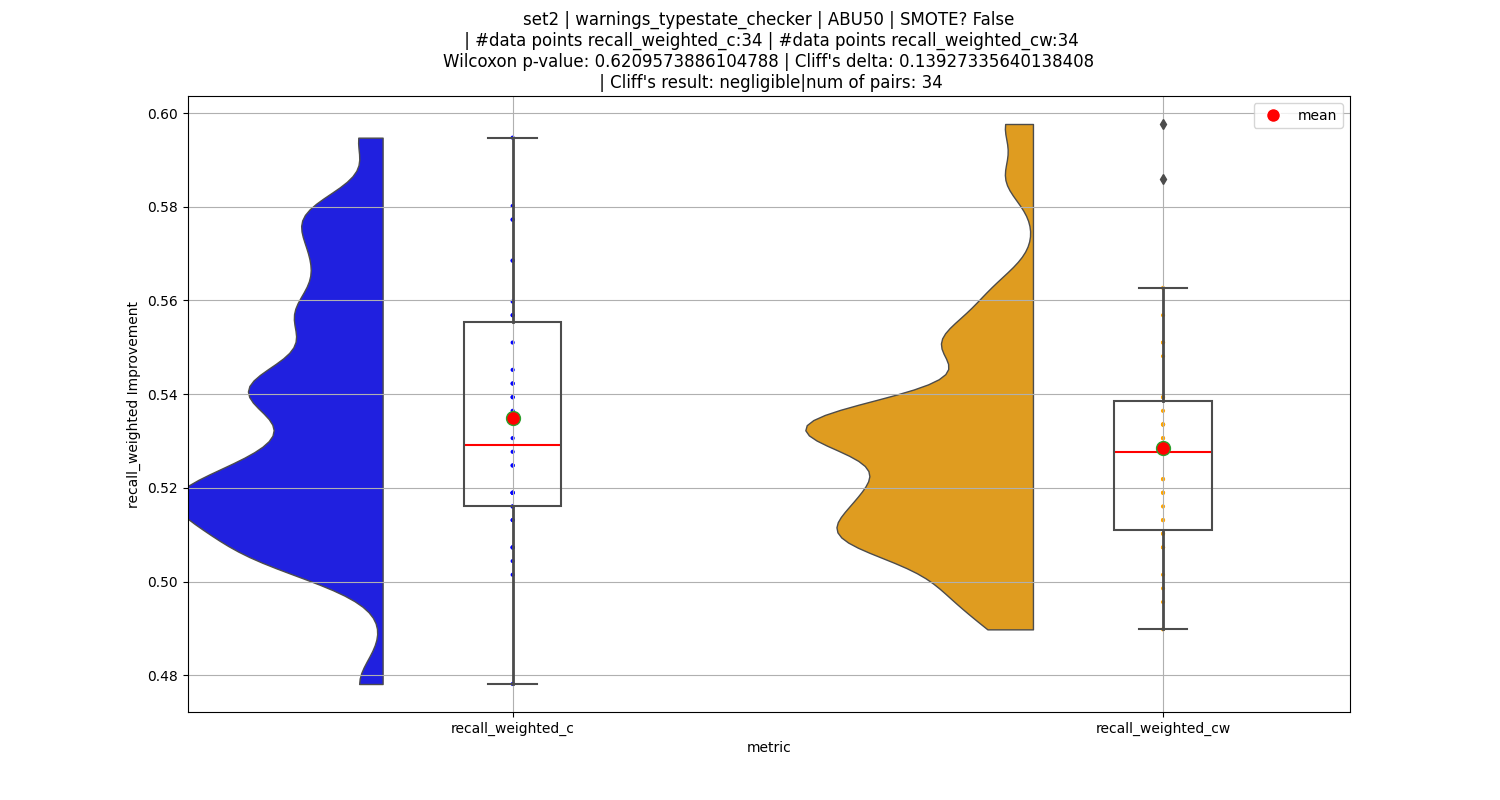 set2 | warnings_typestate_checker | ABU50 | SMOTE? False
| #data points recall_weighted_c:34 | #data points recall_weighted_cw:34
Wilcoxon p-value: 0.6209573886104788 | Cliff's delta: 0.13927335640138408
| Cliff's result: negligible|num of pairs: 34
mean
0.60
0.58
0.56
0.54
0.52
0.50
0.48
recall_weighted Improvement
recall_weighted_c
recall_weighted_cw
metric